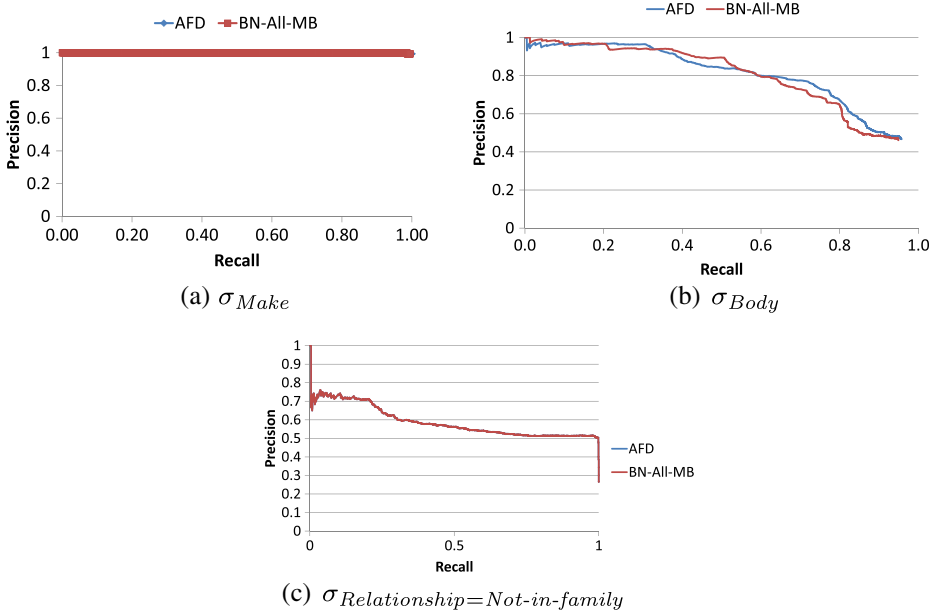 AFD BN-All-MB
1
0.8
0.6
0.4
0.2
0
Precision
0.00 0.20 0.40 0.60 0.80 1.00
Recall
(a) σMake
AFD BN-All-MB
1
0.8
0.6
0.4
0.2
0
Precision
0.0 0.2 0.4 0.6 0.8 1.0
Recall
(b) σBody
1
0.9
0.8
0.7
0.6
0.5
0.4
0.3
0.2
0.1
0
Precision
0 0.5 1
Recall
AFD
BN-All-MB
(c) σRelationship=Not-in-family